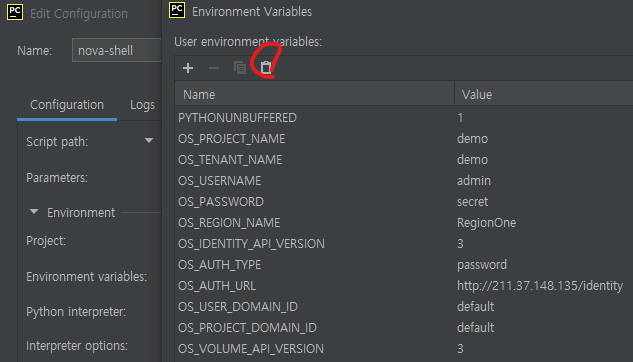 PC Edit Configuration
Name: nova-shell
Configuration Logs
Script path:
Parameters:
Environment
Project:
Environment variables:
Python interpreter:
Interpreter options:
PC Environment Variables
User environment variables:
Name Value
PYTHONUNBUFFERED 1
OS_PROJECT_NAME demo
OS_TENANT_NAME demo
OS_USERNAME admin
OS_PASSWORD secret
OS_REGION_NAME RegionOne
OS_IDENTITY_API_VERSION 3
OS_AUTH_TYPE password
OS_AUTH_URL http://211.37.148.135/identity
OS_USER_DOMAIN_ID default
OS_PROJECT_DOMAIN_ID default
OS_VOLUME_API_VERSION 3